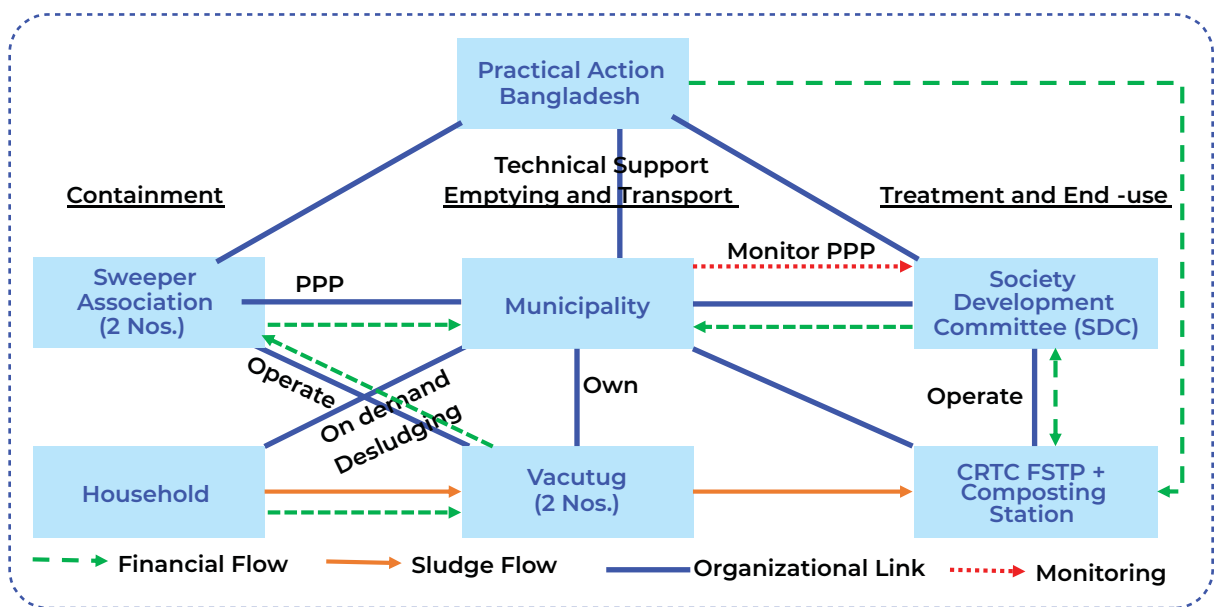 Practical Action
Bangladesh
Technical Support
Containment
Emptying and Transport
Treatment and End -use
Monitor PPP
Sweeper
Association
(2 Nos.)
PPP
Municipality
Society
Development
Committee (SDC)
Operate
On demand
Desludging
Own
Operate
Household
Vacutug
(2 Nos.)
CRTC FSTP +
Composting
Station
Financial Flow
Sludge Flow
Organizational Link
Monitoring